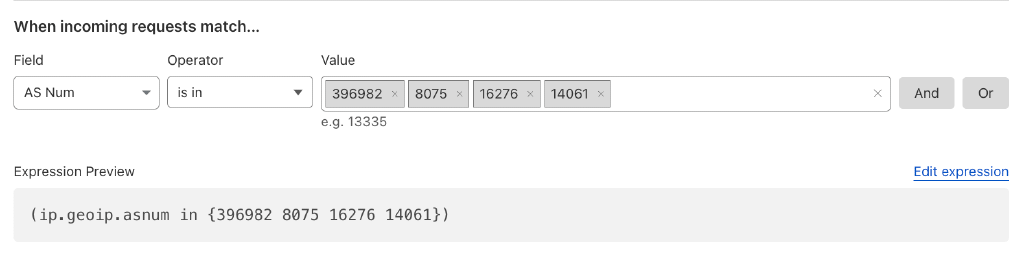 When incoming requests match...
Field Operator Value
AS Num is in 396982 × 8075 × 16276 × 14061 × × And Or
e.g. 13335
Expression Preview Edit expression
(ip.geoip.asnum in {396982 8075 16276 14061})